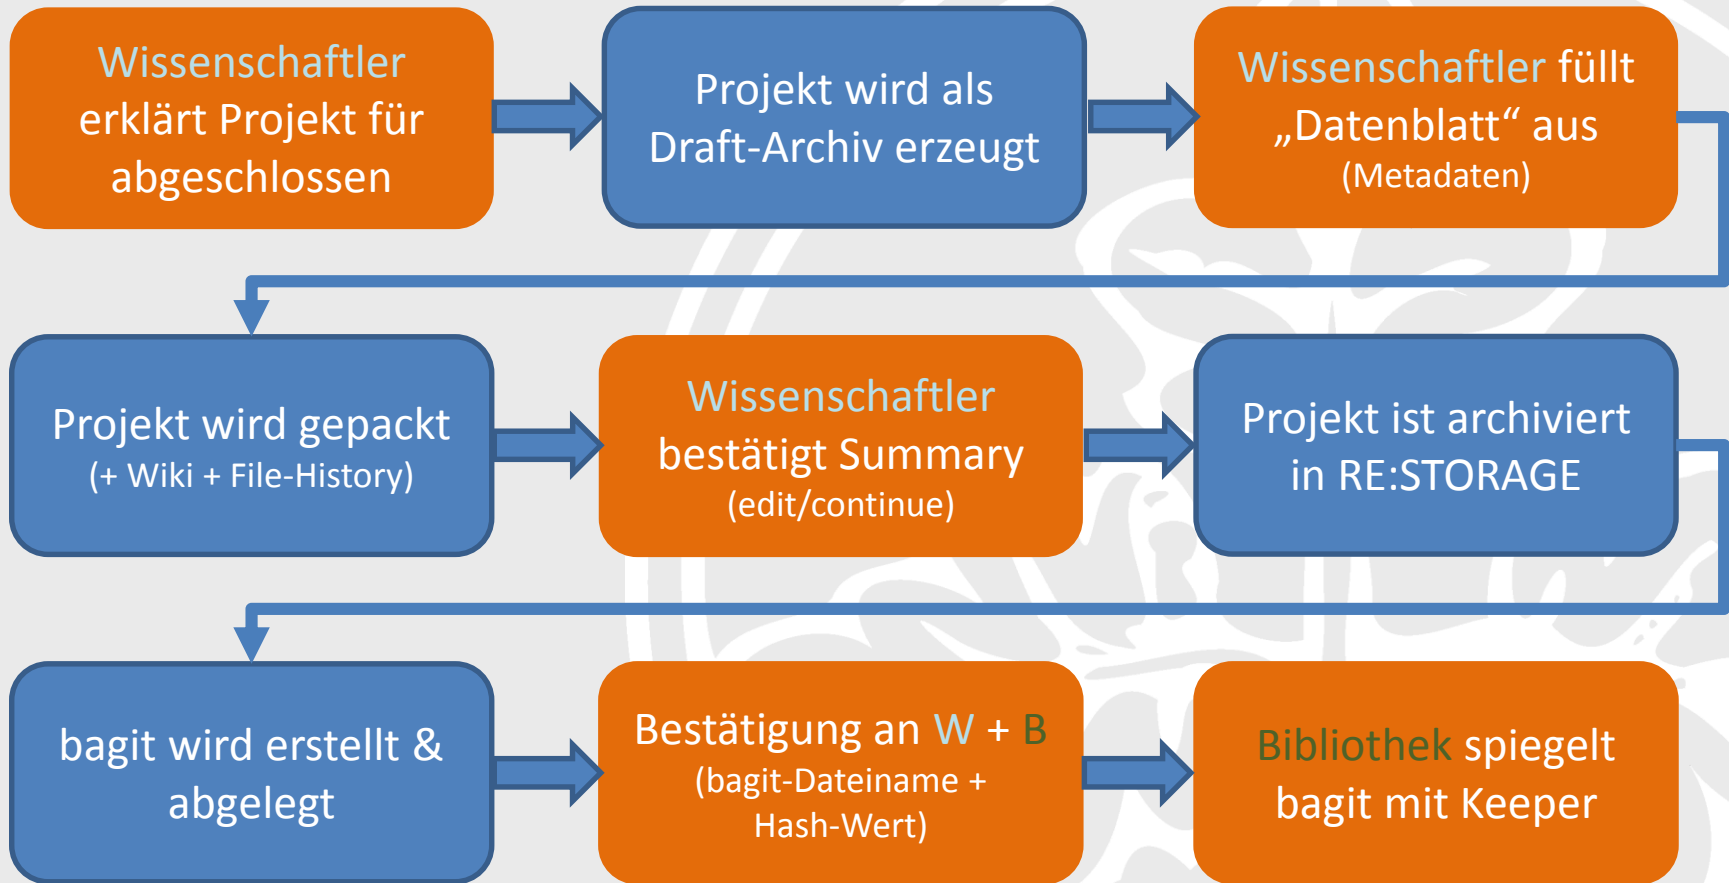 Wissenschaftler
erklärt Projekt für
abgeschlossen
Projekt wird als
Draft-Archiv erzeugt
Wissenschaftler füllt
„Datenblatt“ aus
(Metadaten)
Projekt wird gepackt
(+ Wiki + File-History)
Wissenschaftler
bestätigt Summary
(edit/continue)
Projekt ist archiviert
in RE:STORAGE
bagit wird erstellt &
abgelegt
Bestätigung an W + B
(bagit-Dateiname +
Hash-Wert)
Bibliothek spiegelt
bagit mit Keeper